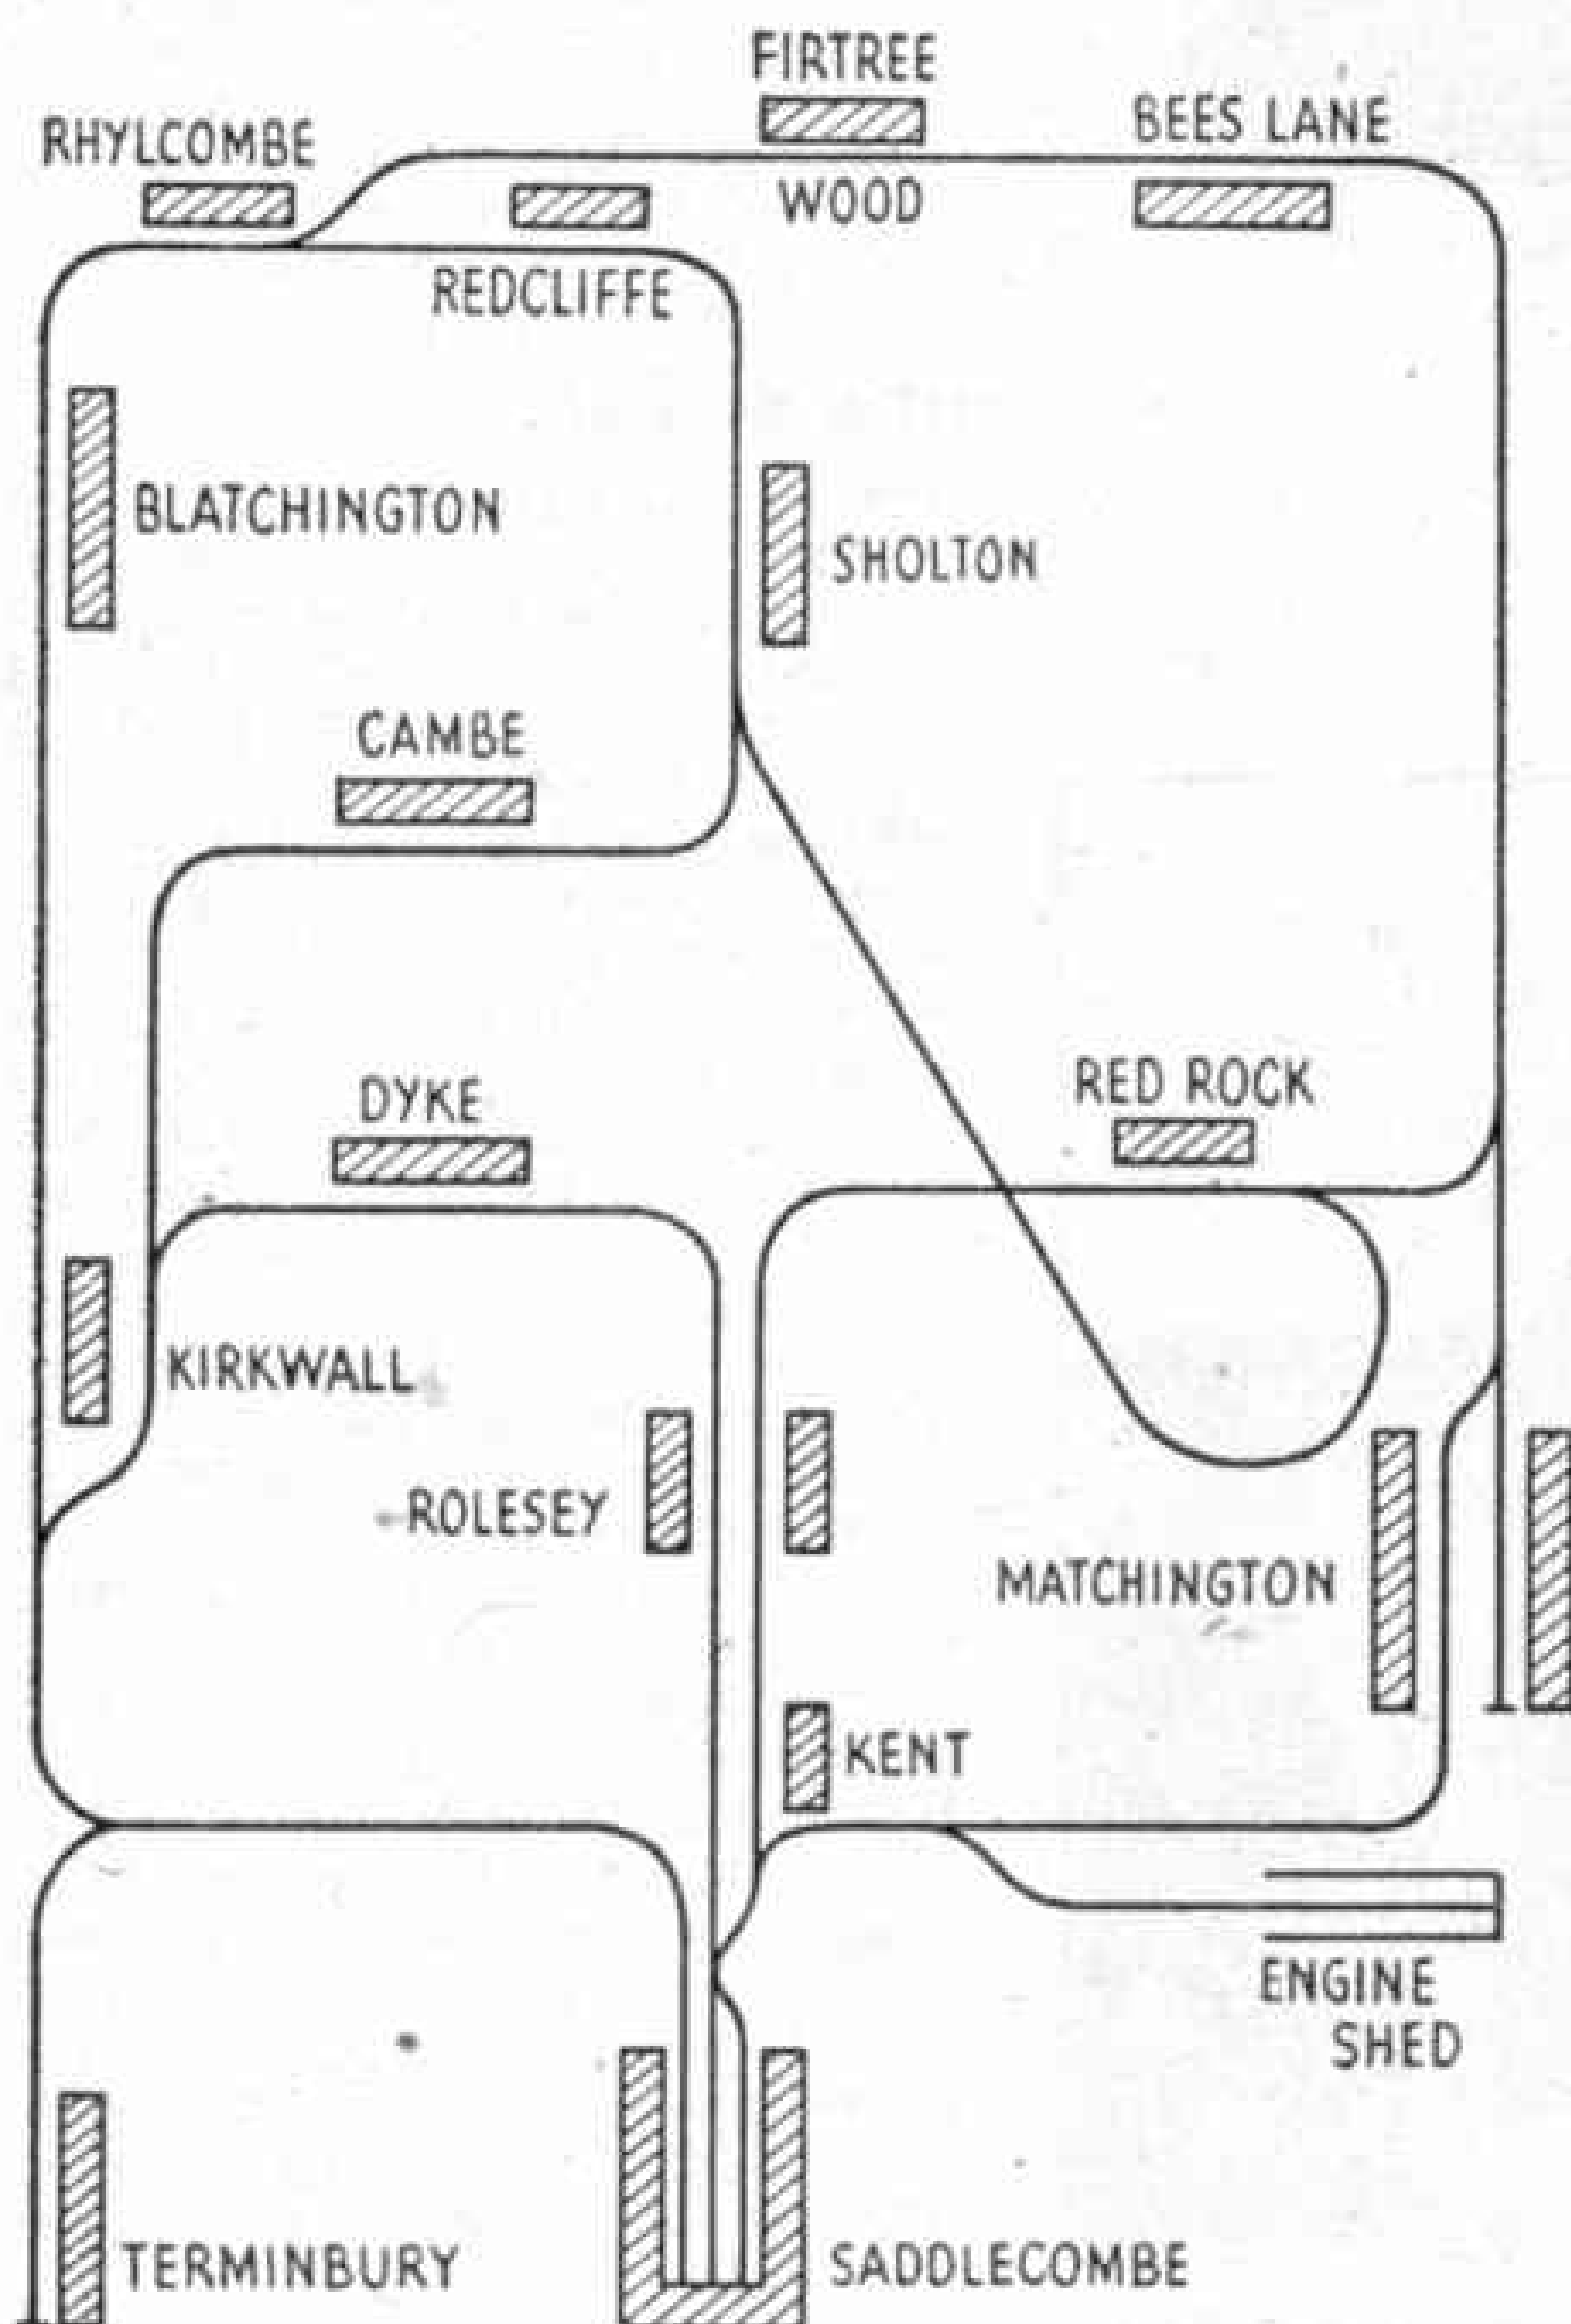 FIRTREE
WOOD
RHYLCOMBE
BEES LANE
REDCLIFFE
BLATCHINGTON
SHOLTON
CAMBE
DYKE
RED ROCK
KIRKWALL
ROLESEY
MATCHINGTON
KENT
ENGINE
SHED
TERMINBURY
SADDLECOMBE